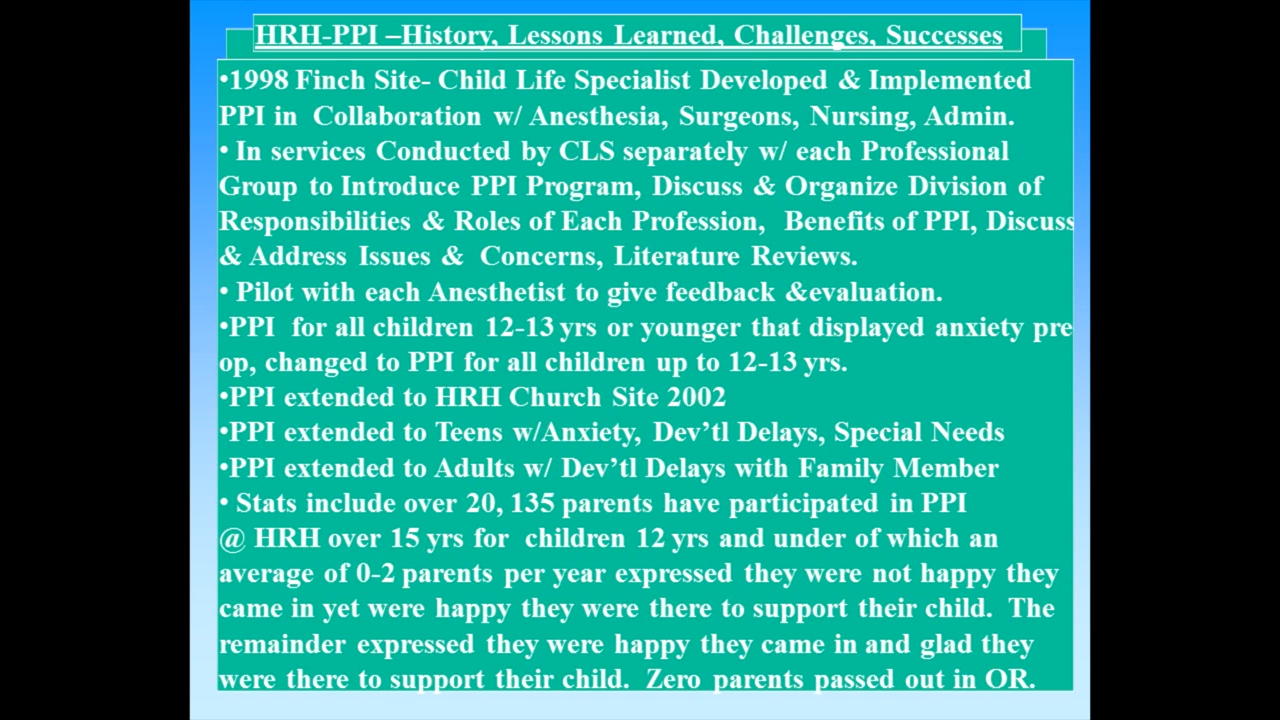 HRH-PPI –History, Lessons Learned, Challenges, Successes
•1998 Finch Site- Child Life Specialist Developed & Implemented
PPI in Collaboration w/ Anesthesia, Surgeons, Nursing, Admin.
• In services Conducted by CLS separately w/ each Professional
Group to Introduce PPI Program, Discuss & Organize Division of
Responsibilities & Roles of Each Profession, Benefits of PPI, Discuss
& Address Issues & Concerns, Literature Reviews.
• Pilot with each Anesthetist to give feedback &evaluation.
•PPI for all children 12-13 yrs or younger that displayed anxiety pre
op, changed to PPI for all children up to 12-13 yrs.
•PPI extended to HRH Church Site 2002
•PPI extended to Teens w/Anxiety, Dev’tl Delays, Special Needs
•PPI extended to Adults w/ Dev’tl Delays with Family Member
• Stats include over 20, 135 parents have participated in PPI
@ HRH over 15 yrs for children 12 yrs and under of which an
average of 0-2 parents per year expressed they were not happy they
came in yet were happy they were there to support their child. The
remainder expressed they were happy they came in and glad they
were there to support their child. Zero parents passed out in OR.